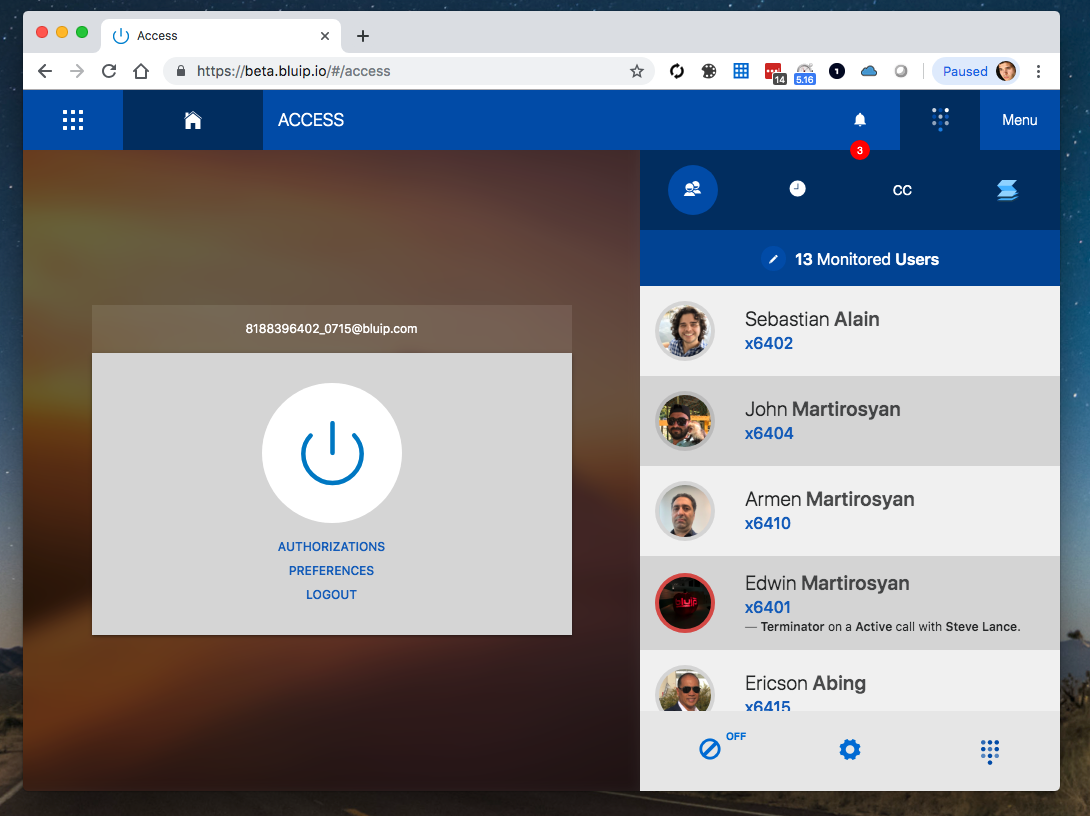 Access
https://beta.bluip.io/#/access
14
5.16
1
Paused
ACCESS
3
Menu
CC
13 Monitored Users
8188396402_0715@bluip.com
AUTHORIZATIONS
PREFERENCES
LOGOUT
Sebastian Alain
x6402
John Martirosyan
x6404
Armen Martirosyan
x6410
bluip
Edwin Martirosyan
x6401
— Terminator on a Active call with Steve Lance.
Ericson Abing
x6415
OFF